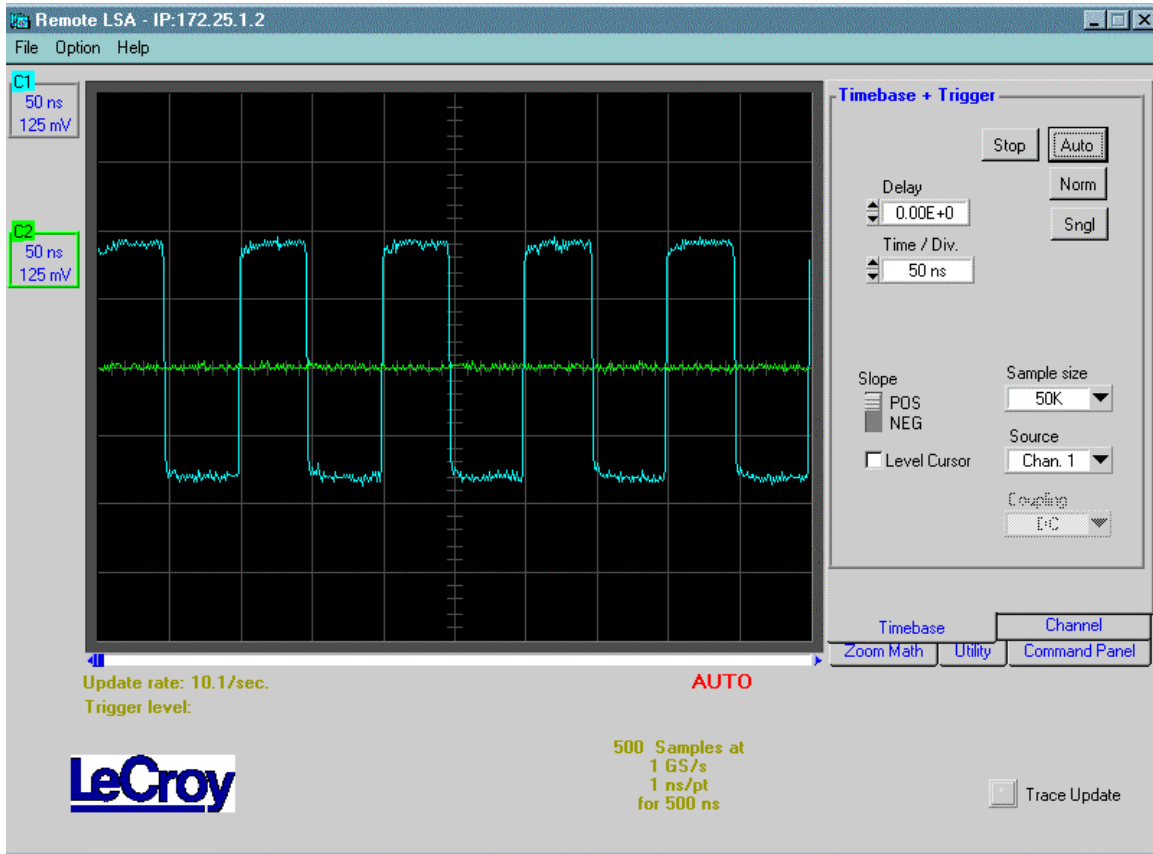 Remote LSA - IP:172.25.1.2
File Option Help
C1
50 ns
125 mV
C2
50 ns
125 mV
Timebase + Trigger
Stop
Auto
Norm
Sngl
Delay
0.00E+0
Time / Div.
50 ns
Slope
POS
NEG
Level Cursor
Sample size
50K
Source
Chan. 1
Coupling
DC
Timebase
Channel
Zoom Math
Utility
Command Panel
Update rate: 10.1/sec.
AUTO
Trigger level:
LeCroy
500 Samples at
1 GS/s
1 ns/pt
for 500 ns
Trace Update